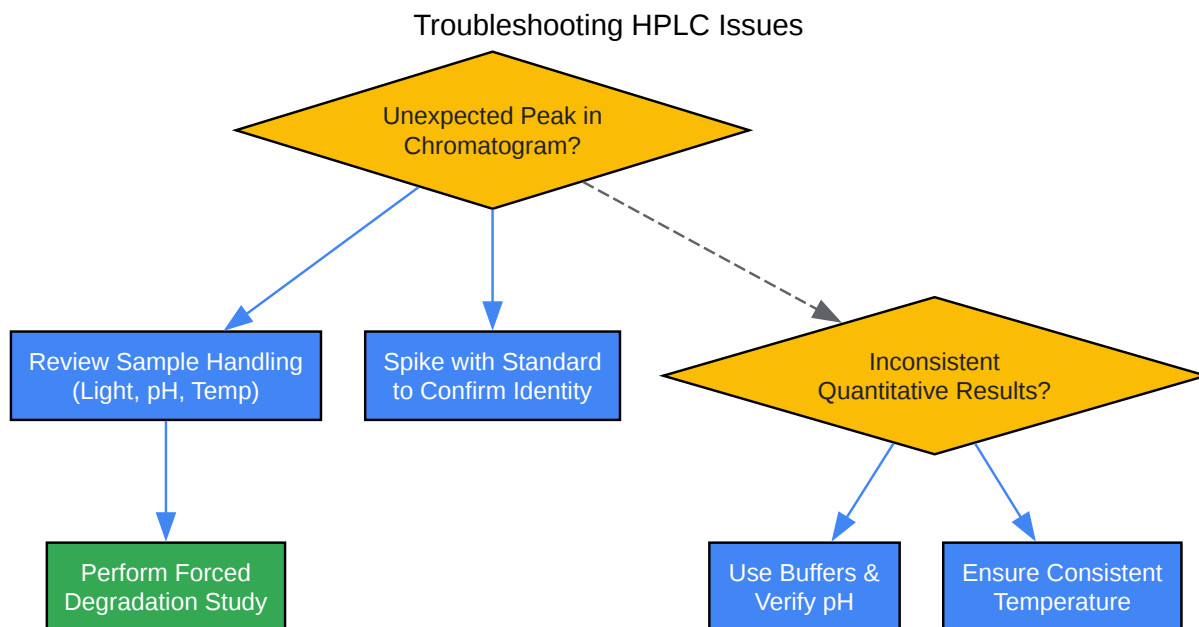 Troubleshooting HPLC Issues
Unexpected Peak in
Chromatogram?
Review Sample Handling
(Light, pH, Temp)
Spike with Standard
to Confirm Identity
Inconsistent
Quantitative Results?
Perform Forced
Degradation Study
Use Buffers &
Verify pH
Ensure Consistent
Temperature